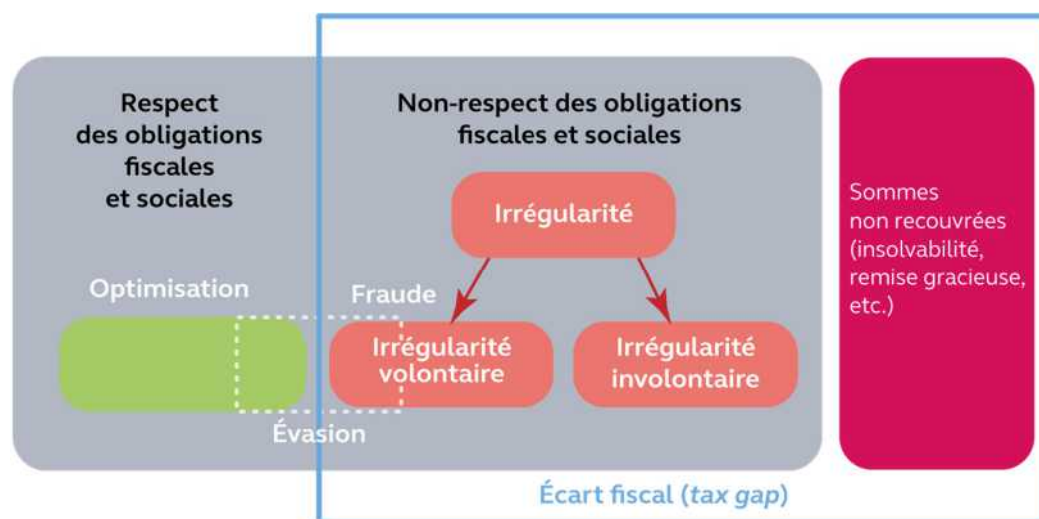 Respect
des obligations
fiscales
et sociales
Non-respect des obligations
fiscales et sociales
Irrégularité
Optimisation
Fraude
Irrégularité
volontaire
Irrégularité
involontaire
Évasion
Sommes
non recouvrées
(insolvabilité,
remise gracieuse,
etc.)
Écart fiscal (tax gap)